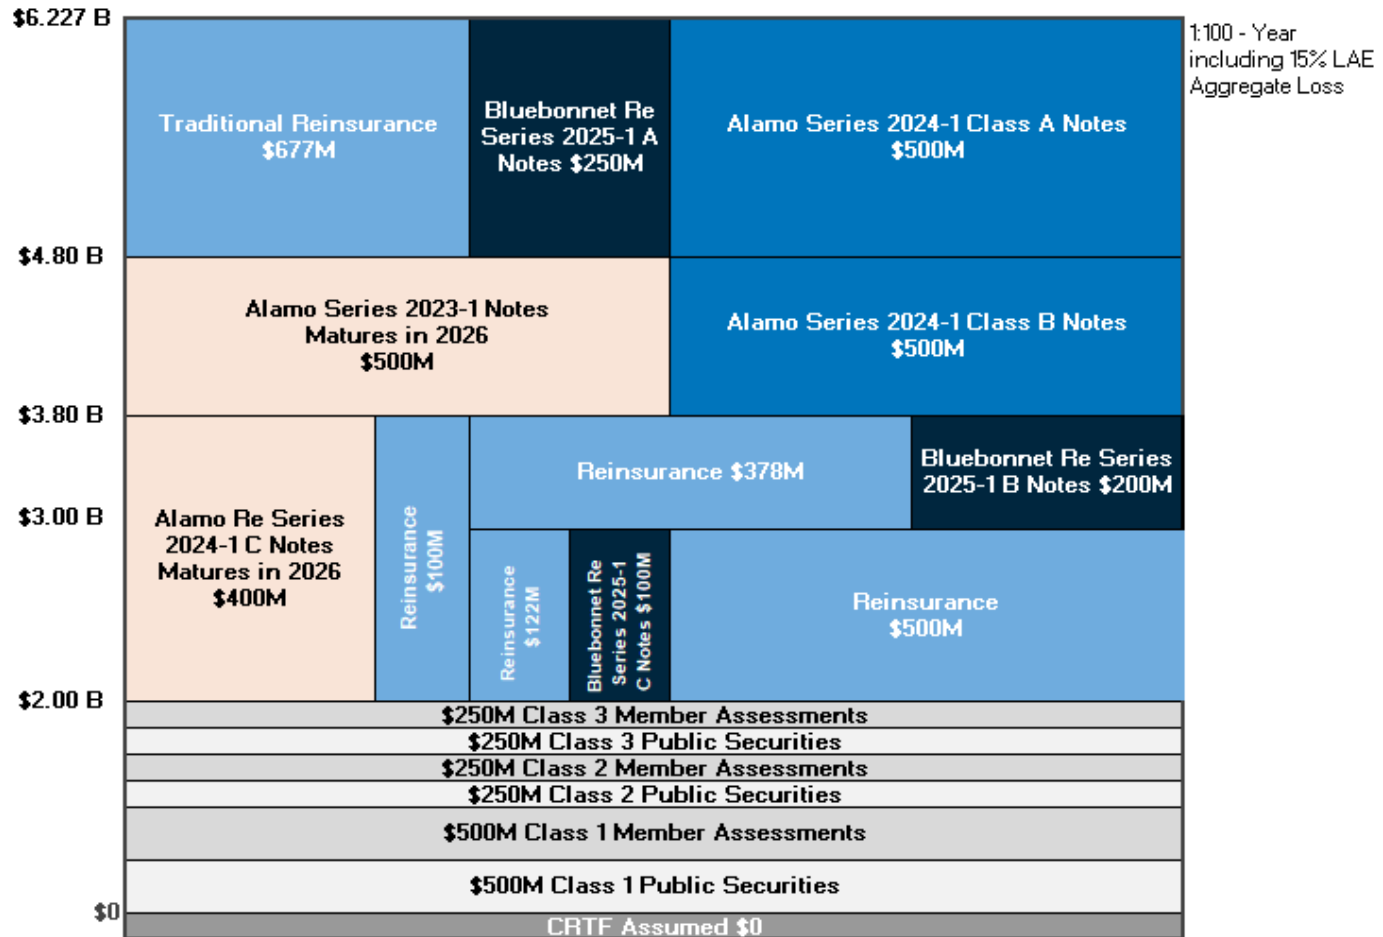 $6.227 B
1:100 - Year
including 15% LAE
Aggregate Loss
Traditional Reinsurance
$677M
Bluebonnet Re
Series 2025-1 A
Notes $250M
Alamo Series 2024-1 Class A Notes
$500M
$4.80 B
Alamo Series 2023-1 Notes
Matures in 2026
$500M
Alamo Series 2024-1 Class B Notes
$500M
$3.80 B
Alamo Re Series
2024-1 C Notes
Matures in 2026
$400M
Reinsurance
$100M
Reinsurance $378M
Bluebonnet Re Series
2025-1 B Notes $200M
$3.00 B
Reinsurance
$122M
Bluebonnet Re
Series 2025-1
C Notes $100M
Reinsurance
$500M
$2.00 B
$250M Class 3 Member Assessments
$250M Class 3 Public Securities
$250M Class 2 Member Assessments
$250M Class 2 Public Securities
$500M Class 1 Member Assessments
$500M Class 1 Public Securities
$0
CRTF Assumed $0